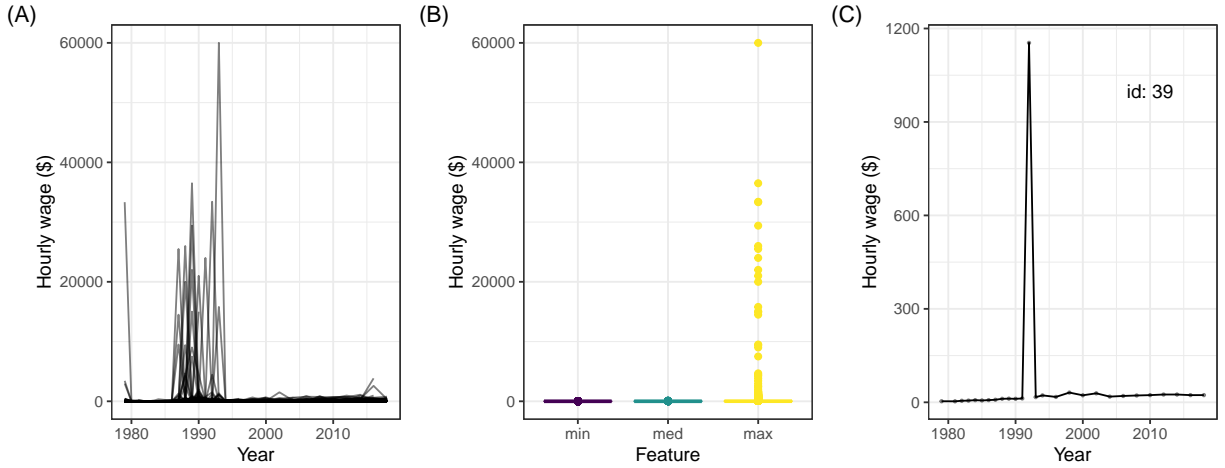 (A)
Hourly wage ($)
60000
40000
20000
0
1980 1990 2000 2010
Year
(B)
Hourly wage ($)
60000
40000
20000
0
min med max
Feature
(C)
Hourly wage ($)
1200
900
600
300
0
id: 39
1980 1990 2000 2010
Year